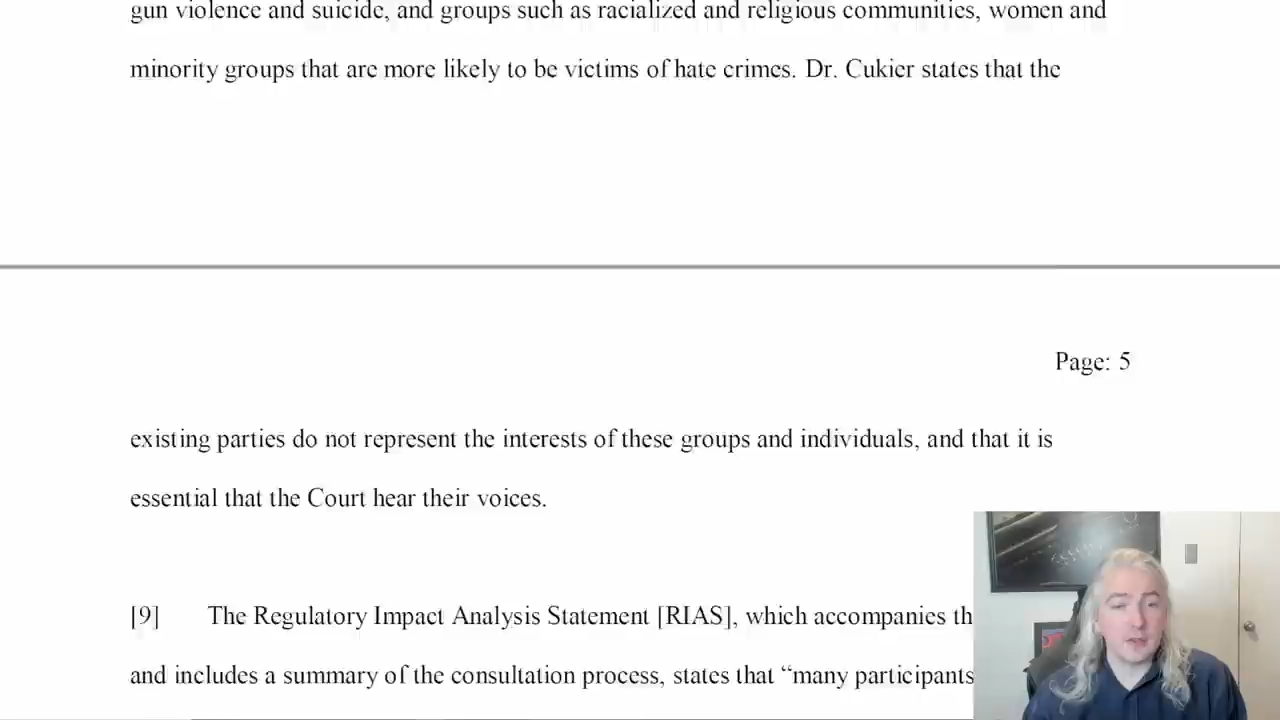 gun violence and suicide, and groups such as racialized and religious communities, women and
minority groups that are more likely to be victims of hate crimes. Dr. Cukier states that the
Page: 5
existing parties do not represent the interests of these groups and individuals, and that it is
essential that the Court hear their voices.
[9] The Regulatory Impact Analysis Statement [RIAS], which accompanies th
and includes a summary of the consultation process, states that “many participants